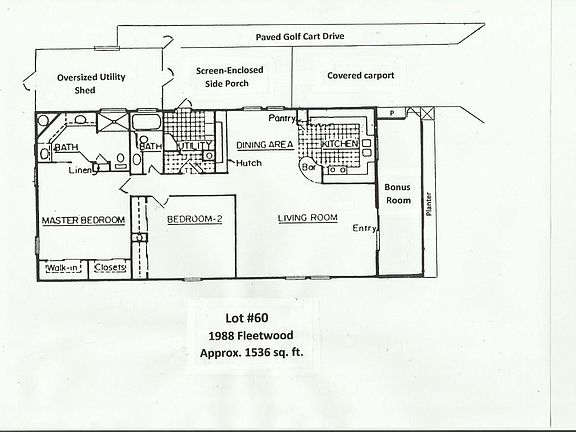 Paved Golf Cart Drive
Oversized Utility
Shed
Screen-Enclosed
Side Porch
Covered carport
Pantry
P
BATH
BATH
UTILITY
DINING AREA
KITCHEN
Linen
Hutch
Bar
Bonus
Room
Planter
MASTER BEDROOM
BEDROOM-2
LIVING ROOM
Entry
Walk-in
Closets
Lot #60
1988 Fleetwood
Approx. 1536 sq. ft.